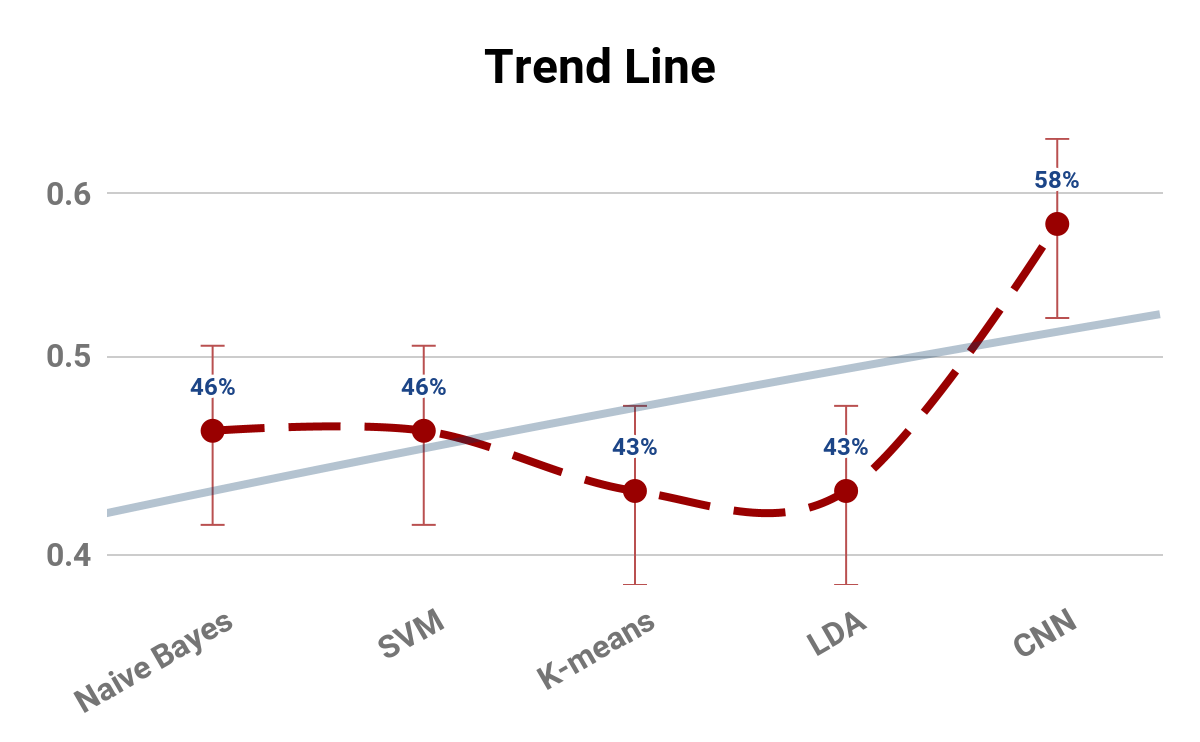 Trend Line
0.6
0.5
0.4
58%
46%
46%
43%
43%
Naive Bayes
SVM
K-means
LDA
CNN